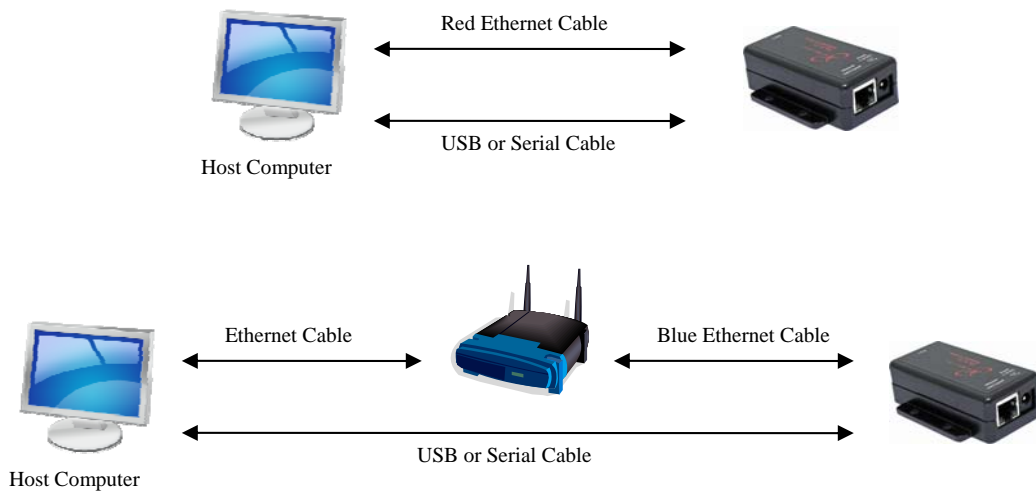 Red Ethernet Cable
USB or Serial Cable
Host Computer
Ethernet Cable
Blue Ethernet Cable
USB or Serial Cable
Host Computer